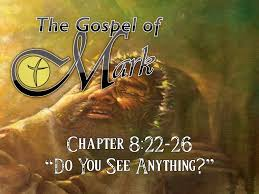 The Gospel of
Mark
Chapter 8:22-26
“Do You See Anything?”